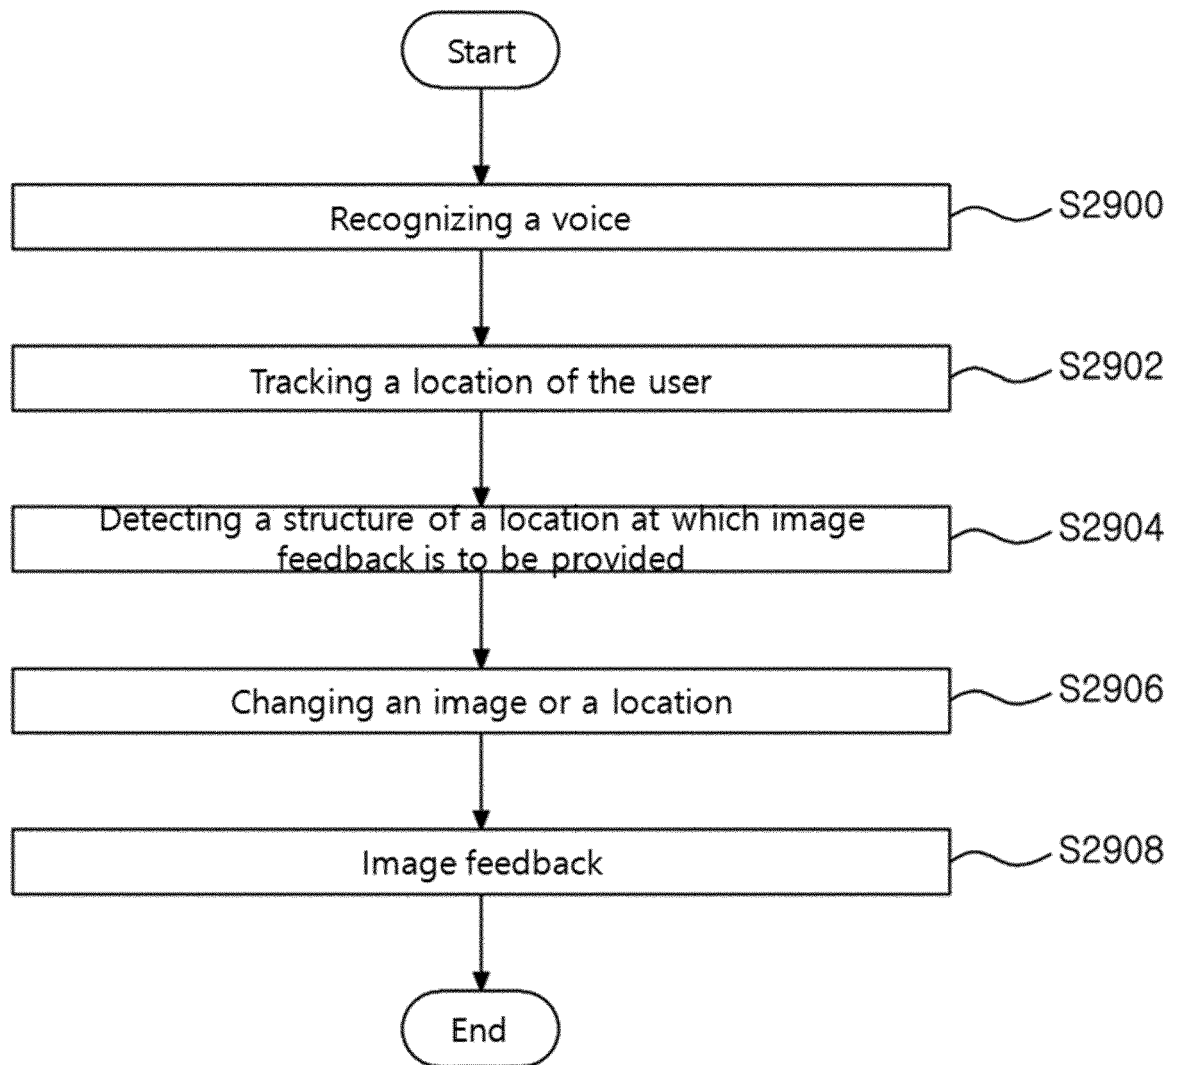 Start
Recognizing a voice
S2900
Tracking a location of the user
S2902
Detecting a structure of a location at which image
feedback is to be provided
S2904
Changing an image or a location
S2906
Image feedback
S2908
End